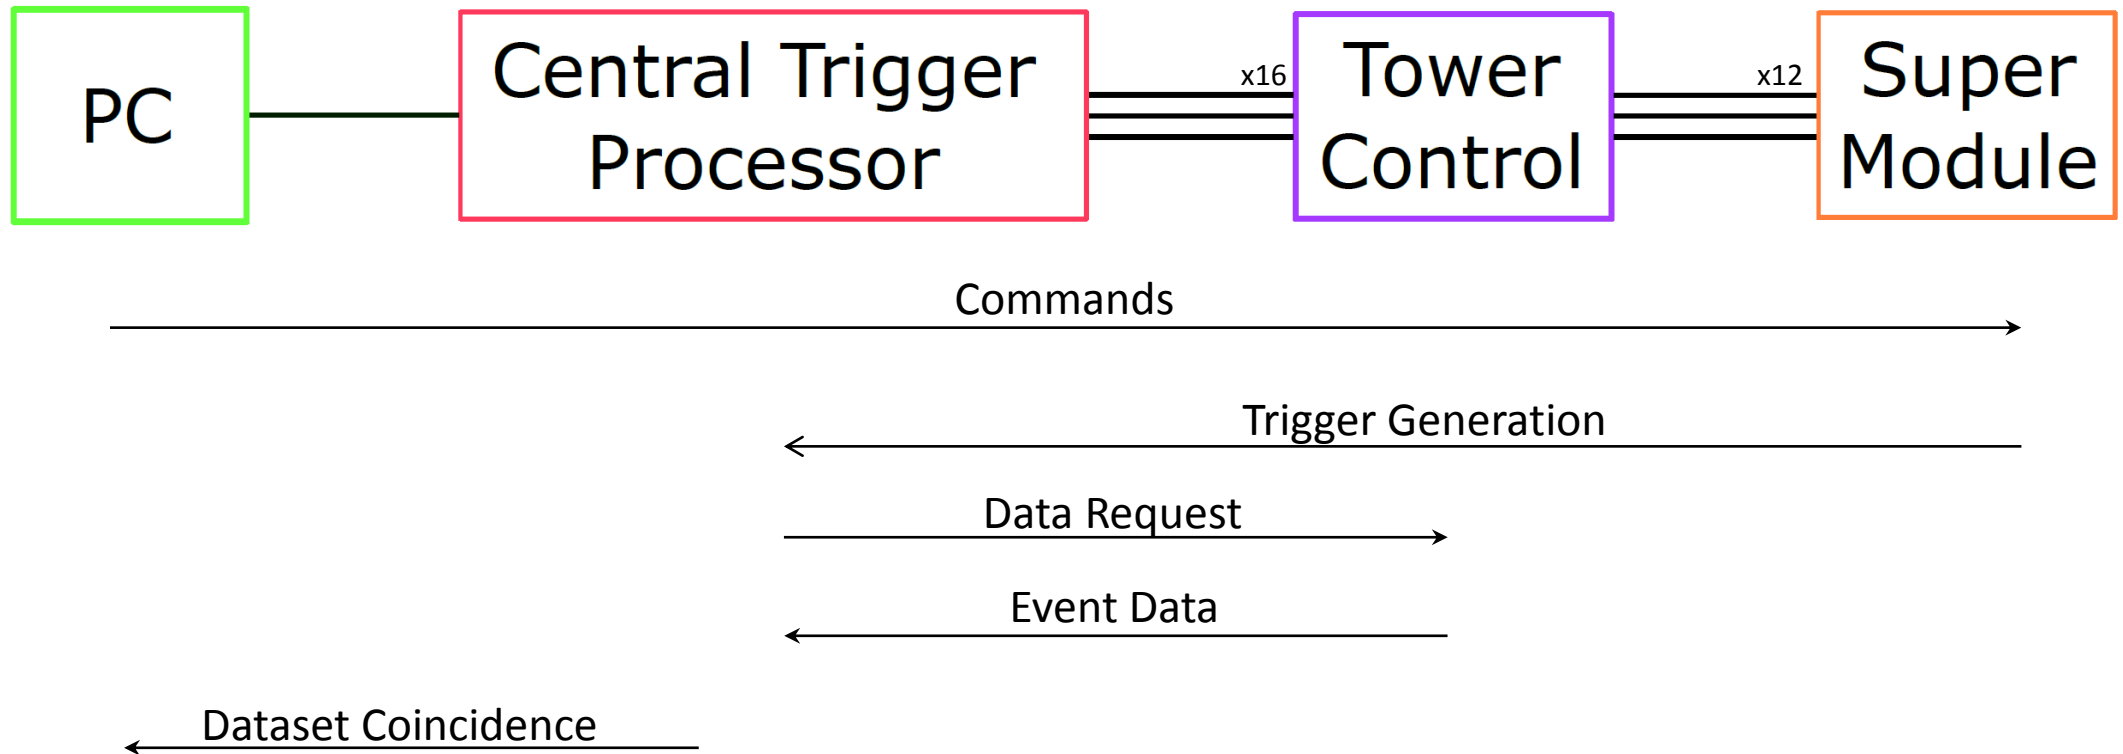 PC
Central Trigger
Processor
x16
Tower
Control
x12
Super
Module
Commands
Trigger Generation
Data Request
Event Data
Dataset Coincidence